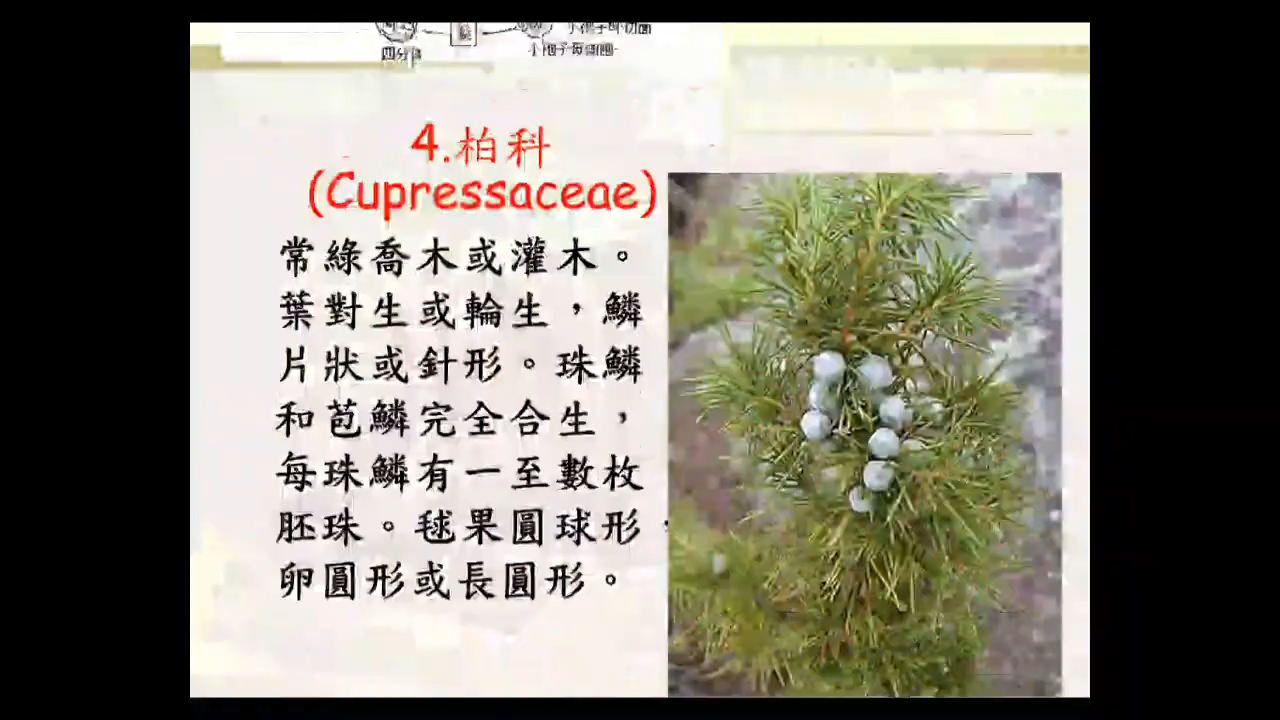 4.柏科
(Cupressaceae)
常綠喬木或灌木。
葉對生或輪生，鱗
片狀或針形。珠鱗
和苞鱗完全合生，
每珠鱗有一至數枚
胚珠。毬果圓球形、
卵圓形或長圓形。